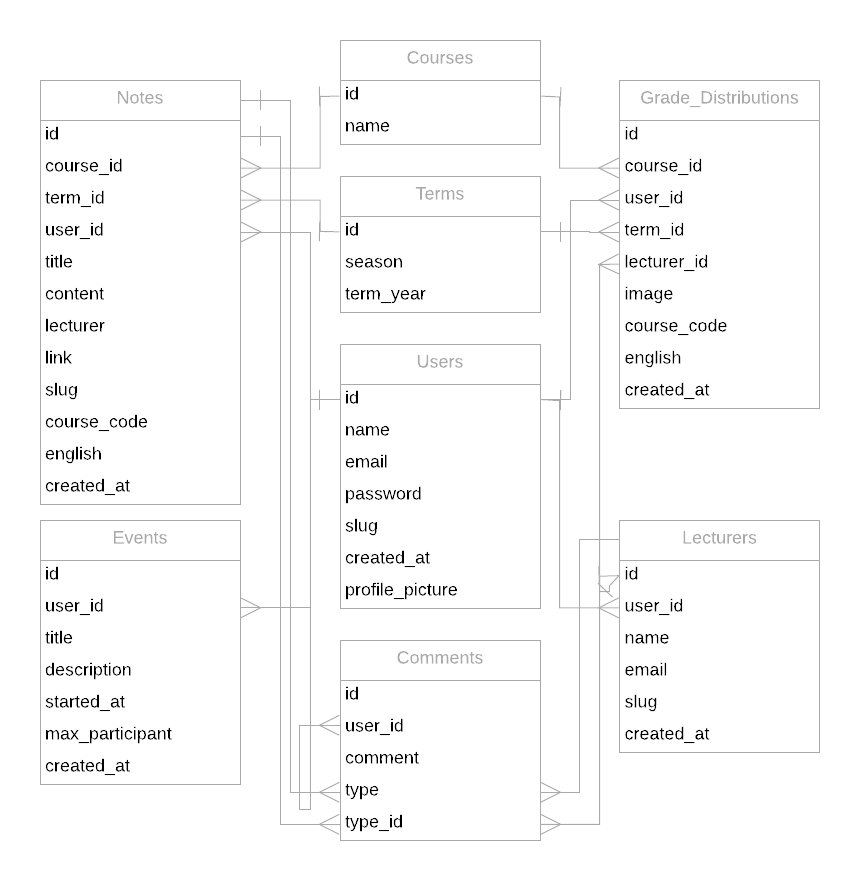 Notes
id
course_id
term_id
user_id
title
content
lecturer
link
slug
course_code
english
created_at
Events
id
user_id
title
description
started_at
max_participant
created_at
Courses
id
name
Terms
id
season
term_year
Users
id
name
email
password
slug
created_at
profile_picture
Comments
id
user_id
comment
type
type_id
Grade_Distributions
id
course_id
user_id
term_id
lecturer_id
image
course_code
english
created_at
Lecturers
id
user_id
name
email
slug
created_at